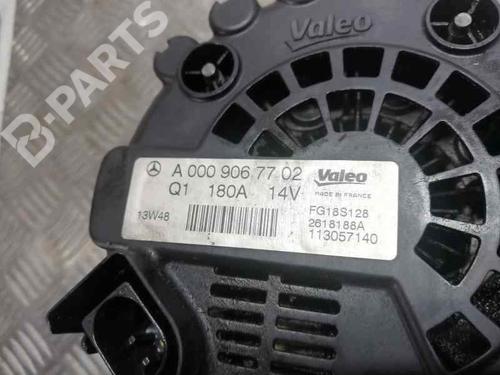 B-PARTS
Valeo
A 000 906 77 02
Q1 180A 14V
13W48
Valeo
MADE IN FRANCE
FG18S128
2618188A
113057140